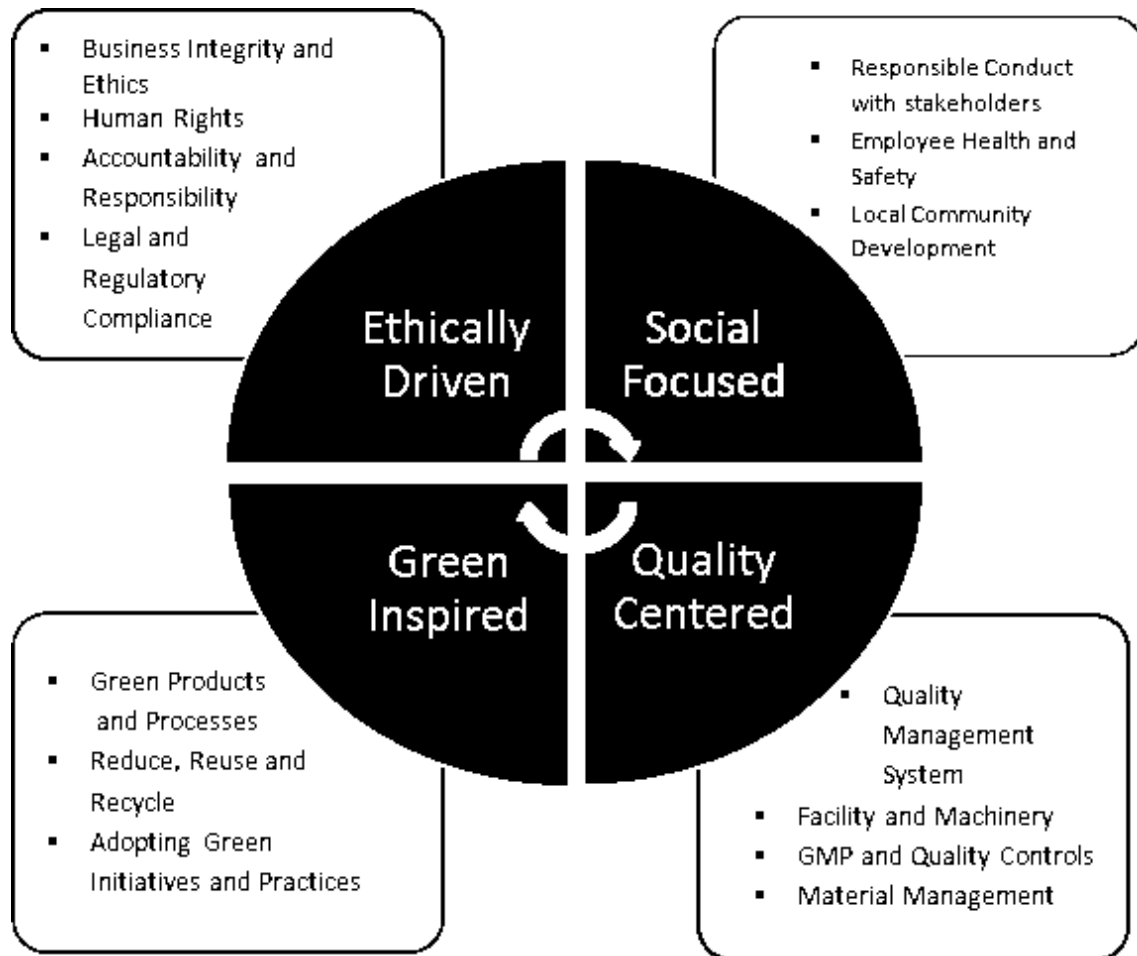 ▪ Business Integrity and
Ethics
▪ Human Rights
▪ Accountability and
Responsibility
▪ Legal and
Regulatory
Compliance
▪ Responsible Conduct
with stakeholders
▪ Employee Health and
Safety
▪ Local Community
Development
Ethically
Driven
Social
Focused
Green
Inspired
Quality
Centered
▪ Green Products
and Processes
▪ Reduce, Reuse and
Recycle
▪ Adopting Green
Initiatives and Practices
▪ Quality
Management
System
▪ Facility and Machinery
▪ GMP and Quality Controls
▪ Material Management